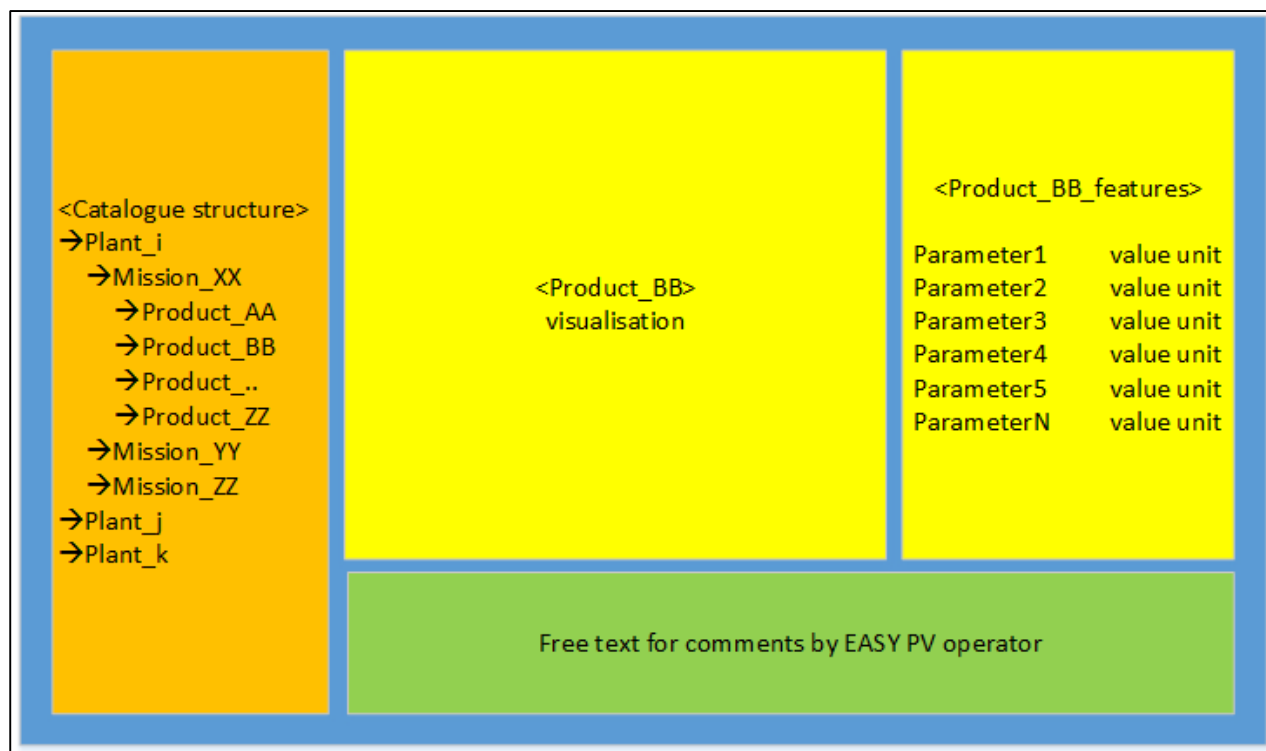 <Catalogue structure>
→Plant_i
→Mission_XX
→Product_AA
→Product_BB
→Product_..
→Product_ZZ
→Mission_YY
→Mission_ZZ
→Plant_j
→Plant_k
<Product_BB>
visualisation
<Product_BB_features>
Parameter1 value unit
Parameter2 value unit
Parameter3 value unit
Parameter4 value unit
Parameter5 value unit
ParameterN value unit
Free text for comments by EASY PV operator